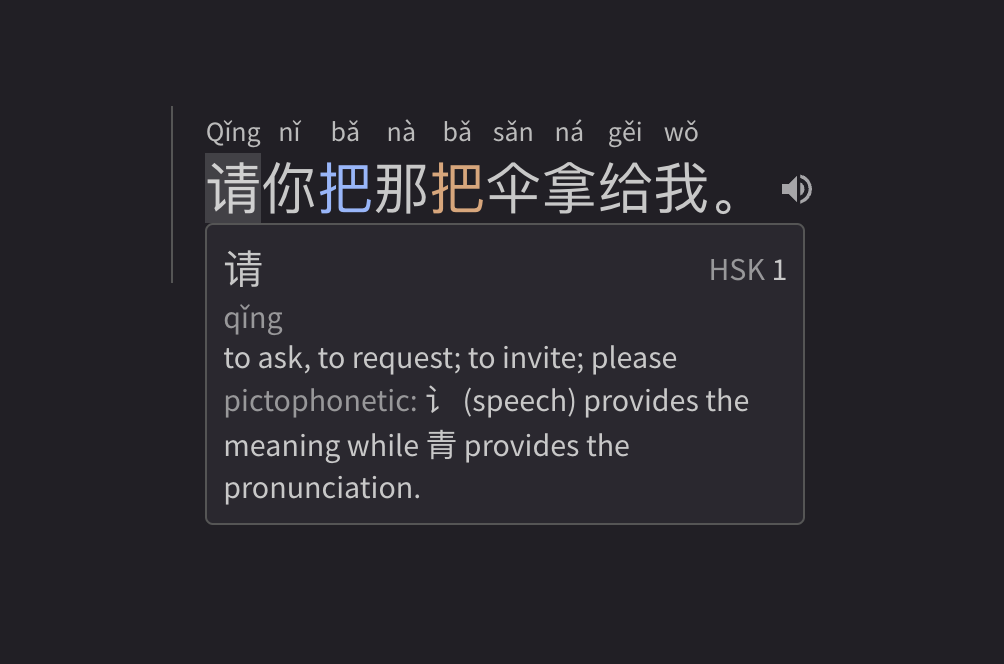 Qǐng nǐ bǎ nà bǎ sǎn ná gěi wǒ
请你把那把伞拿给我。
请 HSK 1
qǐng
to ask, to request; to invite; please
pictophonetic: 讠 (speech) provides the
meaning while 青 provides the
pronunciation.